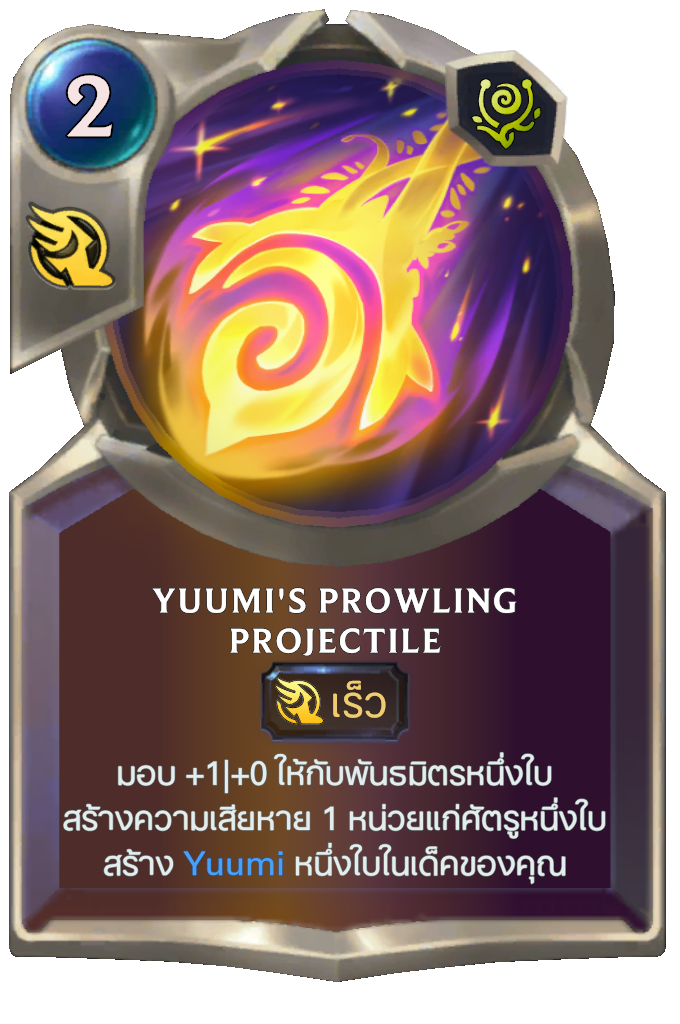 2
YUUMI'S PROWLING
PROJECTILE
เร็ว
มอบ +1|+0 ให้กับพันธมิตรหนึ่งใบ
สร้างความเสียหาย 1 หน่วยแก่ศัตรูหนึ่งใบ
สร้าง Yuumi หนึ่งใบในเด็คของคุณ